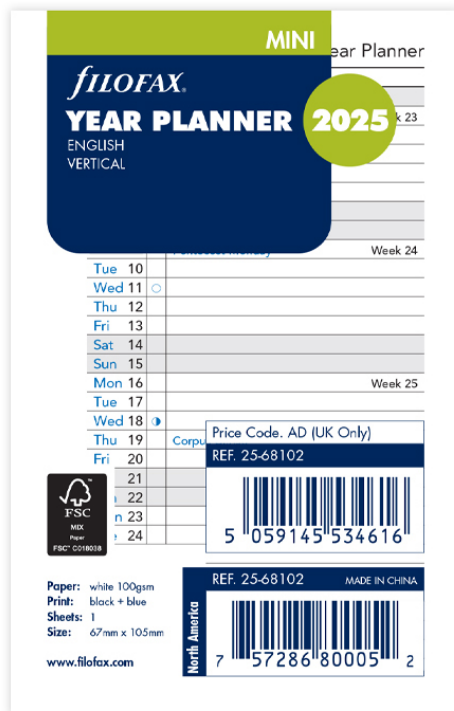 MINI
ear Planner
fILOFAX®
YEAR PLANNER 2025
ENGLISH
VERTICAL
k 23
Week 24
Tue 10
Wed 11
Thu 12
Fri 13
Sat 14
Sun 15
Mon 16 Week 25
Tue 17
Wed 18
Thu 19 Corpu
Fri 20
21
22
n 23
24
Price Code. AD (UK Only)
REF. 25-68102
5 059145 534616
FSC
MIX
Paper
FSC® C018038
Paper: white 100gsm
Print: black + blue
Sheets: 1
Size: 67mm x 105mm
www.filofax.com
North America
REF. 25-68102 MADE IN CHINA
7 57286 80005 2